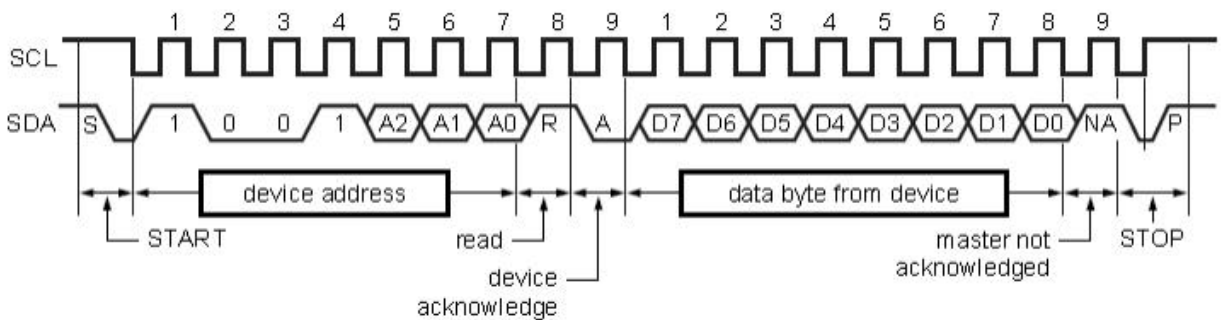 1 2 3 4 5 6 7 8 9 1 2 3 4 5 6 7 8 9
SCL
SDA S 1 0 0 1 A2 A1 A0 R A D7 D6 D5 D4 D3 D2 D1 D0 NA P
device address data byte from device
START read master not STOP
acknowledged
device
acknowledge